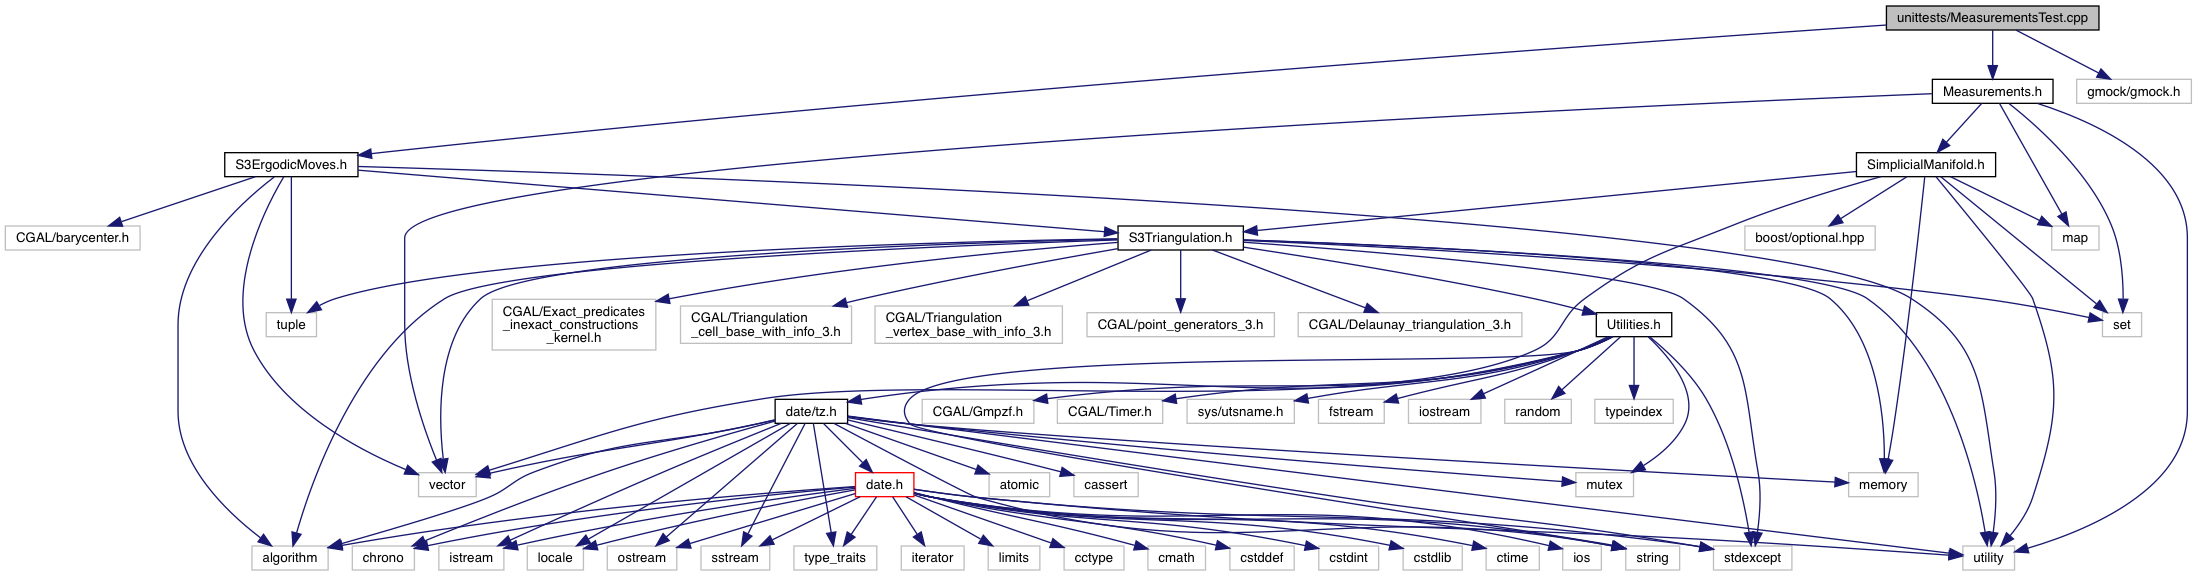 unittests/MeasurementsTest.cpp
Measurements.h
gmock/gmock.h
S3ErgodicMoves.h
SimplicialManifold.h
CGAL/barycenter.h
S3Triangulation.h
boost/optional.hpp
map
tuple
CGAL/Exact_predicates
_inexact_constructions
_kernel.h
CGAL/Triangulation
_cell_base_with_info_3.h
CGAL/Triangulation
_vertex_base_with_info_3.h
CGAL/point_generators_3.h
CGAL/Delaunay_triangulation_3.h
Utilities.h
set
date/tz.h
CGAL/Gmpzf.h
CGAL/Timer.h
sys/utsname.h
fstream
iostream
random
typeindex
vector
date.h
atomic
cassert
mutex
memory
algorithm
chrono
istream
locale
ostream
sstream
type_traits
iterator
limits
cctype
cmath
cstddef
cstdint
cstdlib
ctime
ios
string
stdexcept
utility